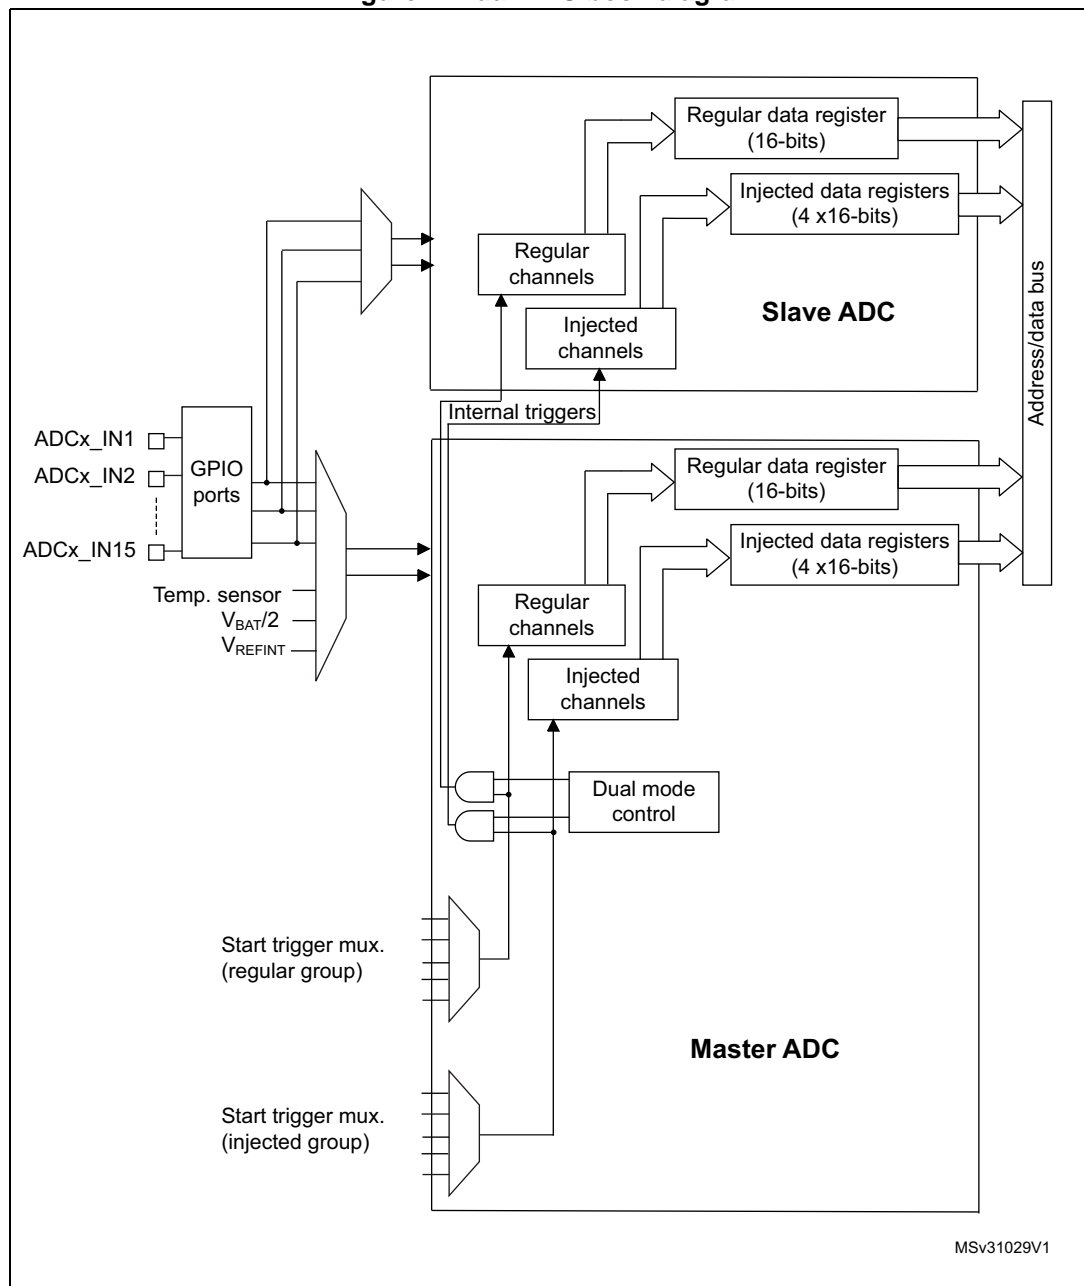 Regular data register
(16-bits)
Injected data registers
(4 x16-bits)
Regular
channels
Slave ADC
Injected
channels
Address/data bus
Internal triggers
ADCx_IN1
ADCx_IN2
ADCx_IN15
GPIO
ports
Temp. sensor
VBAT/2
VREFINT
Regular data register
(16-bits)
Injected data registers
(4 x16-bits)
Regular
channels
Injected
channels
Dual mode
control
Start trigger mux.
(regular group)
Master ADC
Start trigger mux.
(injected group)
MSv31029V1